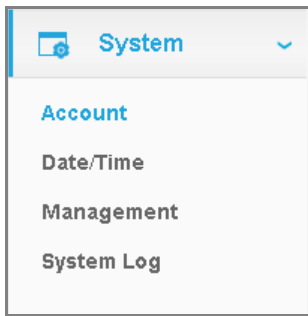 System
Account
Date/Time
Management
System Log